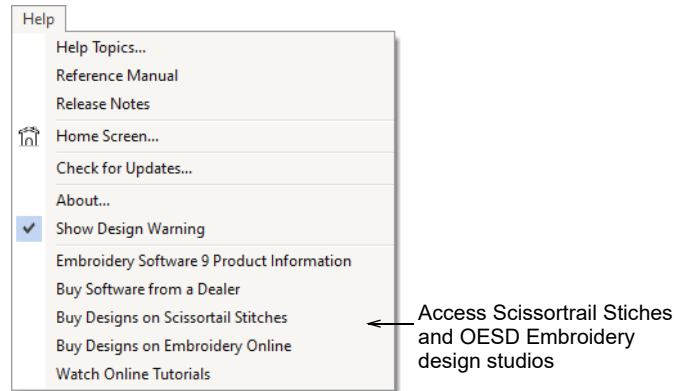 Help
Help Topics...
Reference Manual
Release Notes
Home Screen...
Check for Updates...
About...
Show Design Warning
Embroidery Software 9 Product Information
Buy Software from a Dealer
Buy Designs on Scissortail Stitches
Buy Designs on Embroidery Online
Watch Online Tutorials
Access Scissortrail Stiches
and OESD Embroidery
design studios